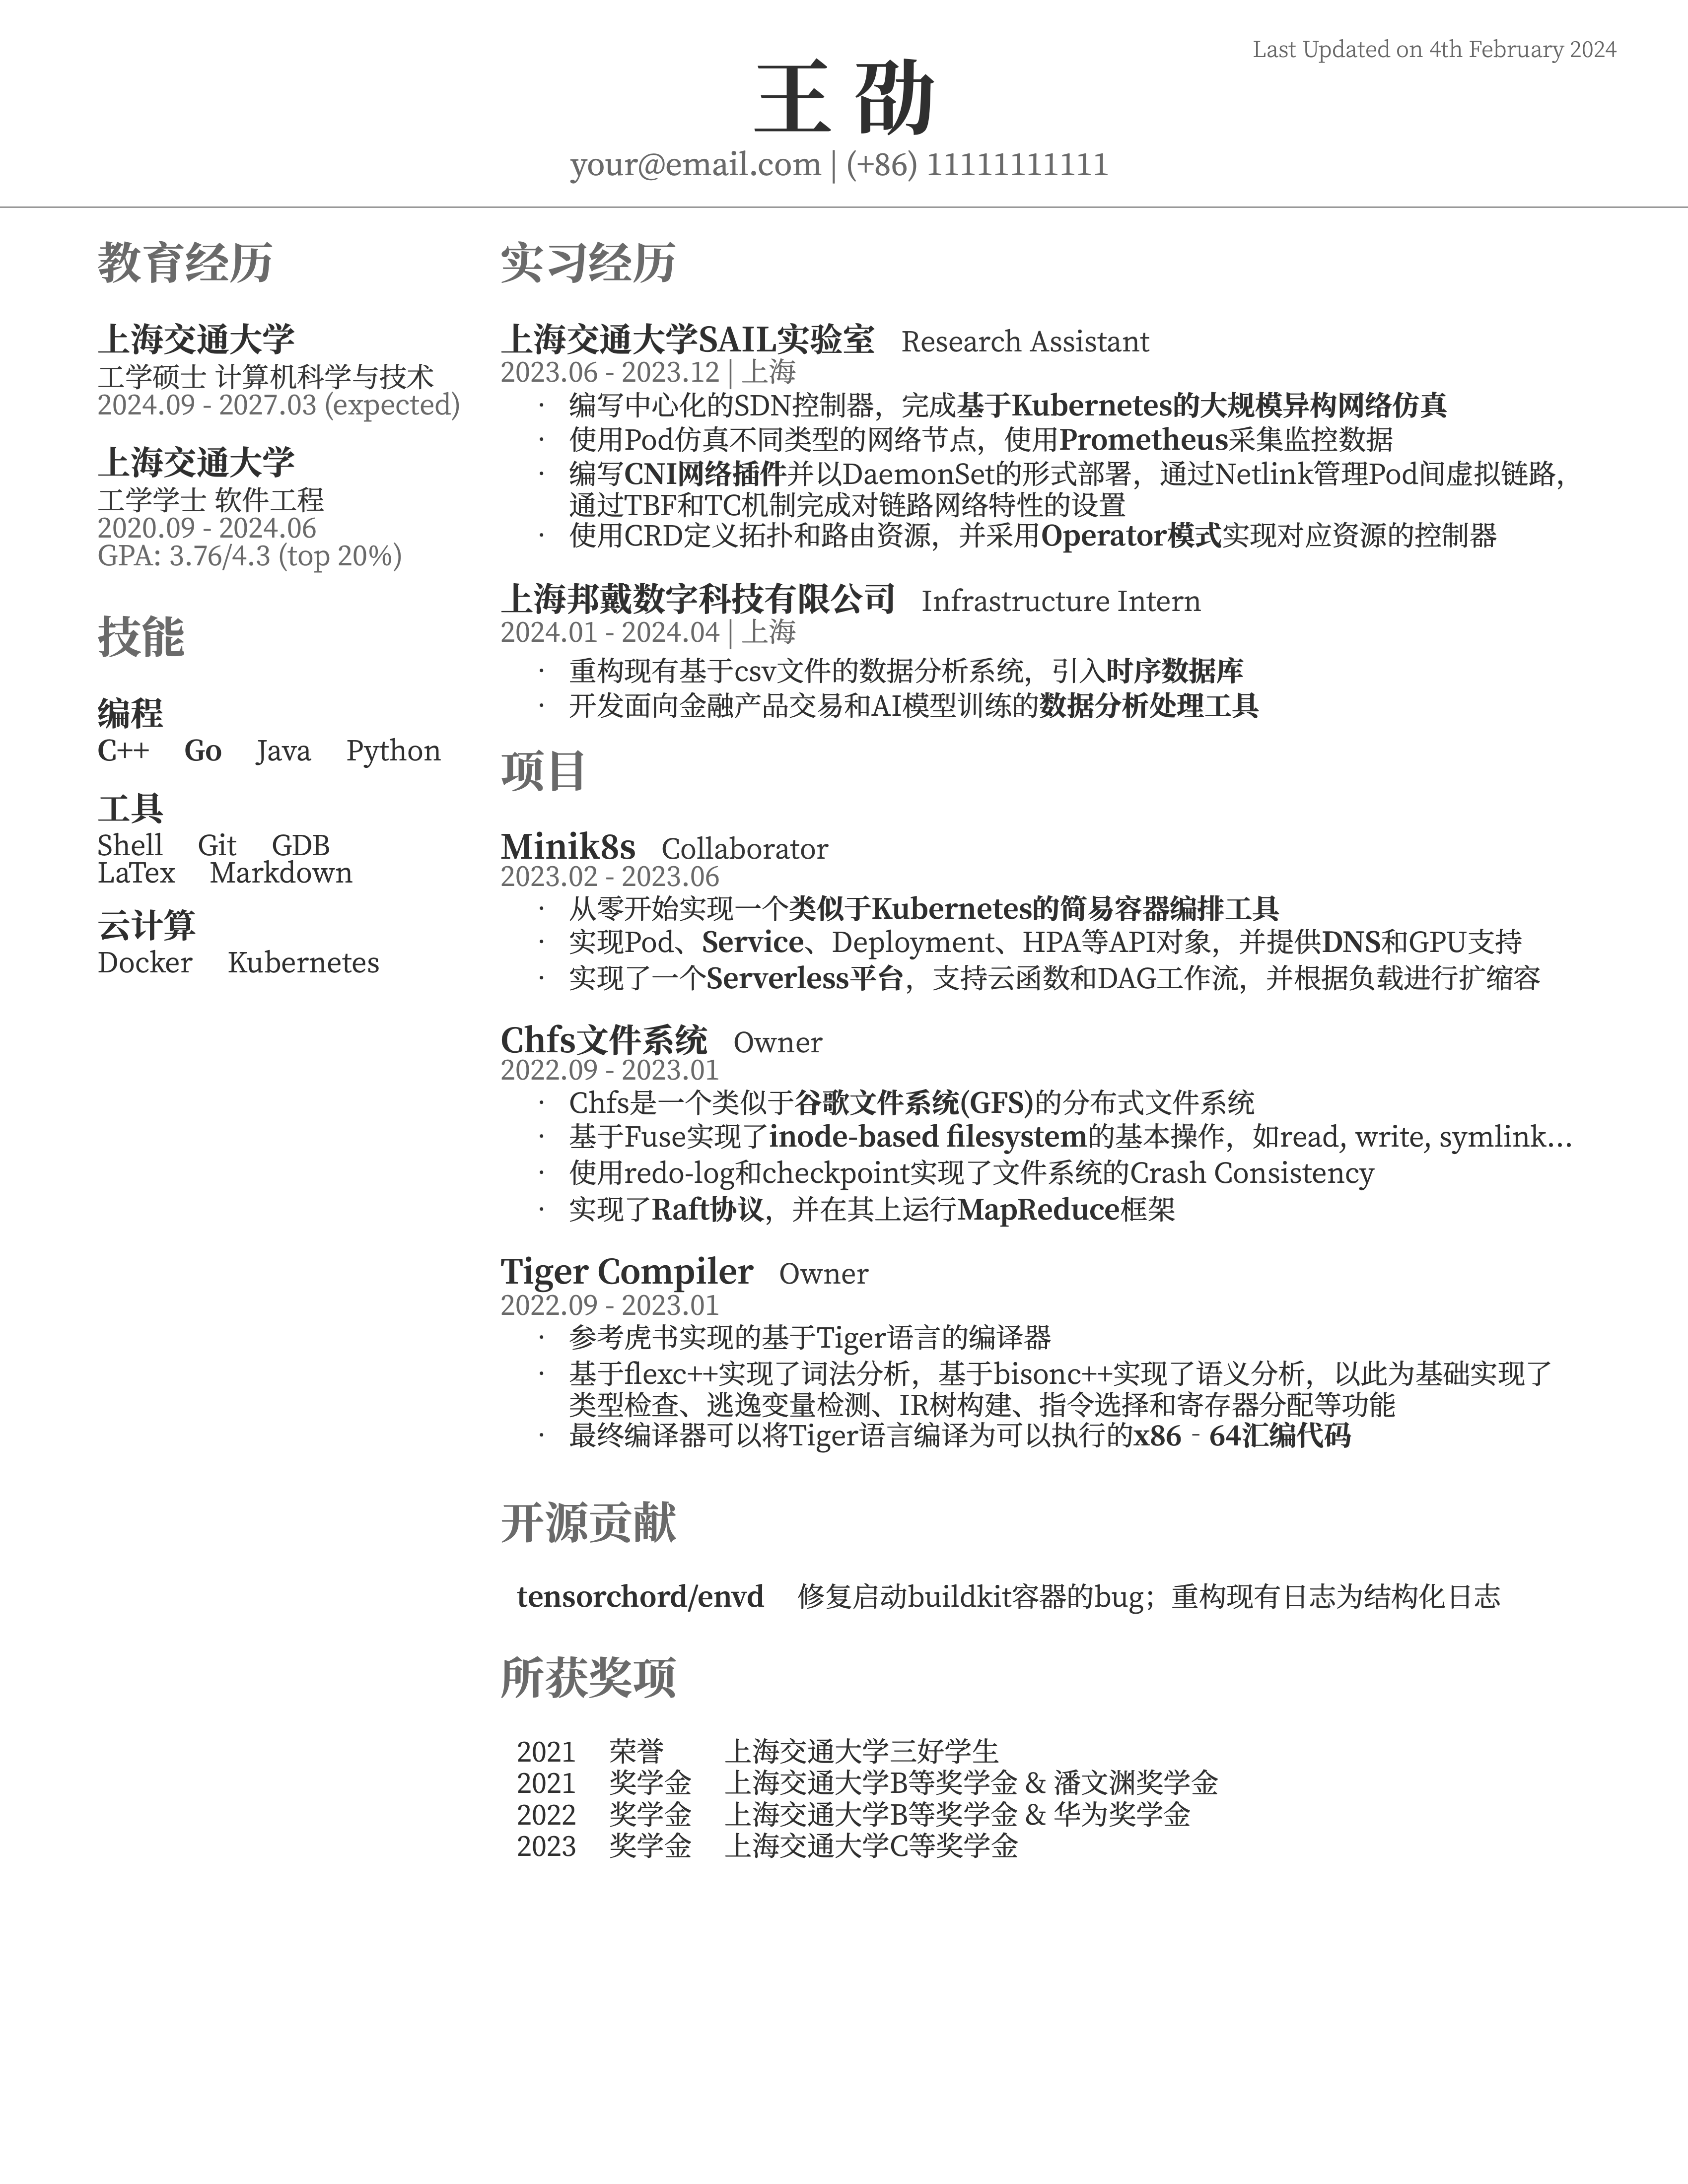 Last Updated on 4th February 2024
王 劭
your@email.com | (+86) 11111111111
教育经历
上海交通大学
工学硕士 计算机科学与技术
2024.09 - 2027.03 (expected)
上海交通大学
工学学士 软件工程
2020.09 - 2024.06
GPA: 3.76/4.3 (top 20%)
技能
编程
C++ Go Java Python
工具
Shell Git GDB
LaTex Markdown
云计算
Docker Kubernetes
实习经历
上海交通大学SAIL实验室 Research Assistant
2023.06 - 2023.12 | 上海
· 编写中心化的SDN控制器，完成基于Kubernetes的大规模异构网络仿真
· 使用Pod仿真不同类型的网络节点，使用Prometheus采集监控数据
· 编写CNI网络插件并以DaemonSet的形式部署，通过Netlink管理Pod间虚拟链路，
通过TBF和TC机制完成对链路网络特性的设置
· 使用CRD定义拓扑和路由资源，并采用Operator模式实现对应资源的控制器
上海邦戴数字科技有限公司 Infrastructure Intern
2024.01 - 2024.04 | 上海
· 重构现有基于csv文件的数据分析系统，引入时序数据库
· 开发面向金融产品交易和AI模型训练的数据分析处理工具
项目
Minik8s Collaborator
2023.02 - 2023.06
· 从零开始实现一个类似于Kubernetes的简易容器编排工具
· 实现Pod、Service、Deployment、HPA等API对象，并提供DNS和GPU支持
· 实现了一个Serverless平台，支持云函数和DAG工作流，并根据负载进行扩缩容
Chfs文件系统 Owner
2022.09 - 2023.01
· Chfs是一个类似于谷歌文件系统(GFS)的分布式文件系统
· 基于Fuse实现了inode-based filesystem的基本操作，如read, write, symlink...
· 使用redo-log和checkpoint实现了文件系统的Crash Consistency
· 实现了Raft协议，并在其上运行MapReduce框架
Tiger Compiler Owner
2022.09 - 2023.01
· 参考虎书实现的基于Tiger语言的编译器
· 基于flexc++实现了词法分析，基于bisonc++实现了语义分析，以此为基础实现了
类型检查、逃逸变量检测、IR树构建、指令选择和寄存器分配等功能
· 最终编译器可以将Tiger语言编译为可以执行的x86‐64汇编代码
开源贡献
tensorchord/envd 修复启动buildkit容器的bug；重构现有日志为结构化日志
所获奖项
2021 荣誉 上海交通大学三好学生
2021 奖学金 上海交通大学B等奖学金 & 潘文渊奖学金
2022 奖学金 上海交通大学B等奖学金 & 华为奖学金
2023 奖学金 上海交通大学C等奖学金